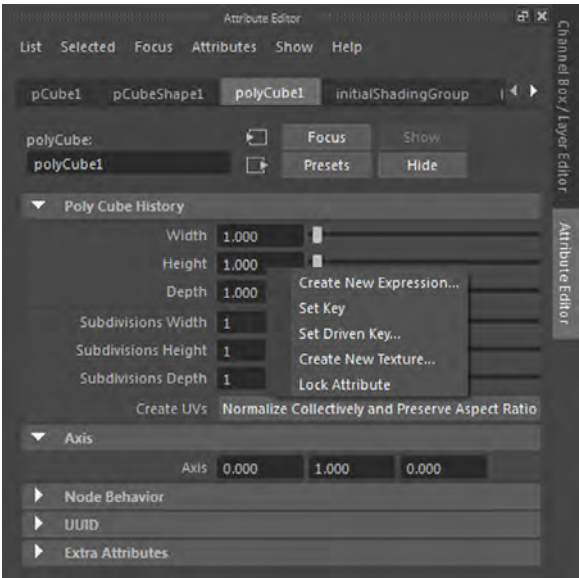 Attribute Editor
List Selected Focus Attributes Show Help
pCube1 pCubeShape1 polyCube1 initialShadingGroup
polyCube: Focus Show
polyCube1 Presets Hide
Poly Cube History
Width 1.000
Height 1.000
Depth 1.000
Subdivisions Width 1
Subdivisions Height 1
Subdivisions Depth 1
Create New Expression...
Set Key
Set Driven Key...
Create New Texture...
Lock Attribute
Create UVs Normalize Collectively and Preserve Aspect Ratio
Axis
Axis 0.000 1.000 0.000
Node Behavior
UUID
Extra Attributes
Channel Box / Layer Editor
Attribute Editor